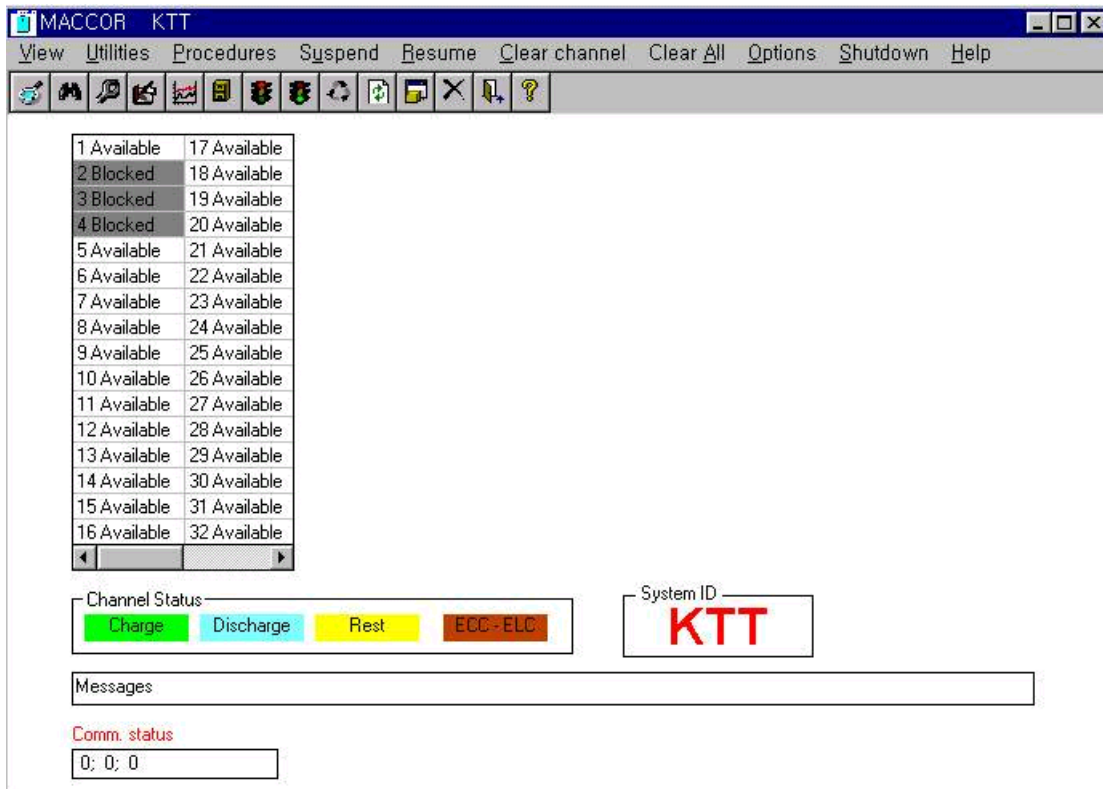 MACCOR KTT
View Utilities Procedures Suspend Resume Clear channel Clear All Options Shutdown Help
1 Available 17 Available
2 Blocked 18 Available
3 Blocked 19 Available
4 Blocked 20 Available
5 Available 21 Available
6 Available 22 Available
7 Available 23 Available
8 Available 24 Available
9 Available 25 Available
10 Available 26 Available
11 Available 27 Available
12 Available 28 Available
13 Available 29 Available
14 Available 30 Available
15 Available 31 Available
16 Available 32 Available
Channel Status System ID
Charge Discharge Rest ECC - ELC KTT
Messages
Comm. status
0; 0; 0